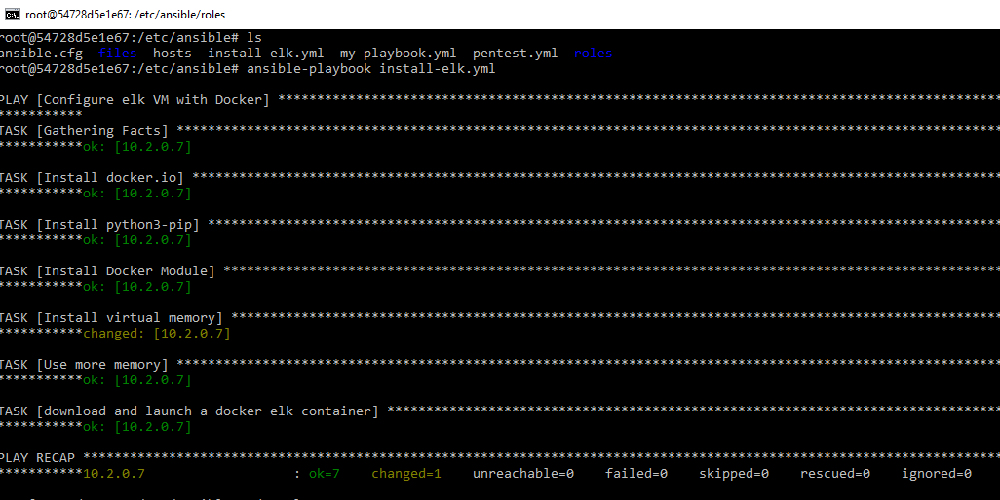 root@54728d5e1e67: /etc/ansible/roles
root@54728d5e1e67:/etc/ansible# ls
ansible.cfg  files  hosts  install-elk.yml  my-playbook.yml  pentest.yml  roles
root@54728d5e1e67:/etc/ansible# ansible-playbook install-elk.yml
PLAY [Configure elk VM with Docker] *********************************************************************************************
***********
TASK [Gathering Facts] **********************************************************************************************************
***********ok: [10.2.0.7]
TASK [Install docker.io] ********************************************************************************************************
***********ok: [10.2.0.7]
TASK [Install python3-pip] ******************************************************************************************************
***********ok: [10.2.0.7]
TASK [Install Docker Module] ****************************************************************************************************
***********ok: [10.2.0.7]
TASK [Install virtual memory] ***************************************************************************************************
***********changed: [10.2.0.7]
TASK [Use more memory] **********************************************************************************************************
***********ok: [10.2.0.7]
TASK [download and launch a docker elk container] *******************************************************************************
***********ok: [10.2.0.7]
PLAY RECAP **********************************************************************************************************************
***********10.2.0.7                   : ok=7    changed=1    unreachable=0    failed=0    skipped=0    rescued=0    ignored=0